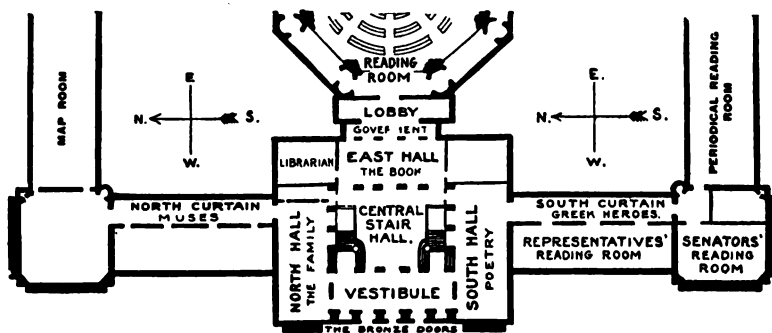 MAP ROOM
E.
N.
S.
W.
READING
ROOM
LOBBY
LIBRARIAN
EAST HALL
THE BOOK
E.
N.
S.
W.
PERIODICAL READING
ROOM
NORTH CURTAIN
MUSES
NORTH HALL
THE FAMILY
CENTRAL
STAIR
HALL.
SOUTH HALL
POETRY
SOUTH CURTAIN
GREEK HEROES.
REPRESENTATIVES'
READING ROOM
SENATORS'
READING
ROOM
VESTIBULE
THE BRONZE DOORS